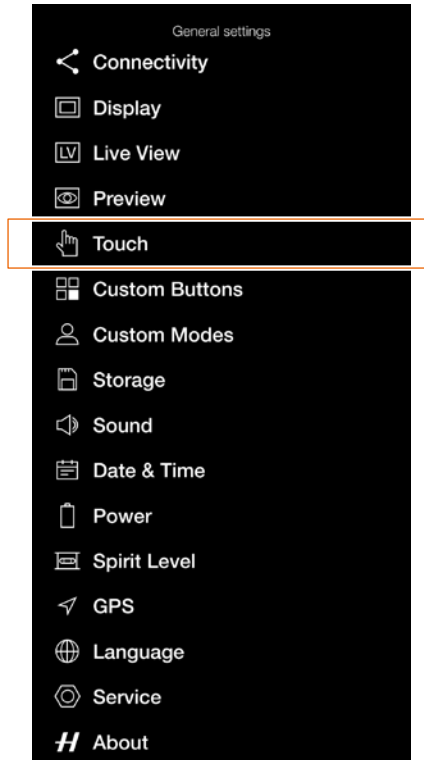 General settings
Connectivity
Display
LV Live View
Preview
Touch
Custom Buttons
Custom Modes
Storage
Sound
Date & Time
Power
Spirit Level
GPS
Language
Service
H About